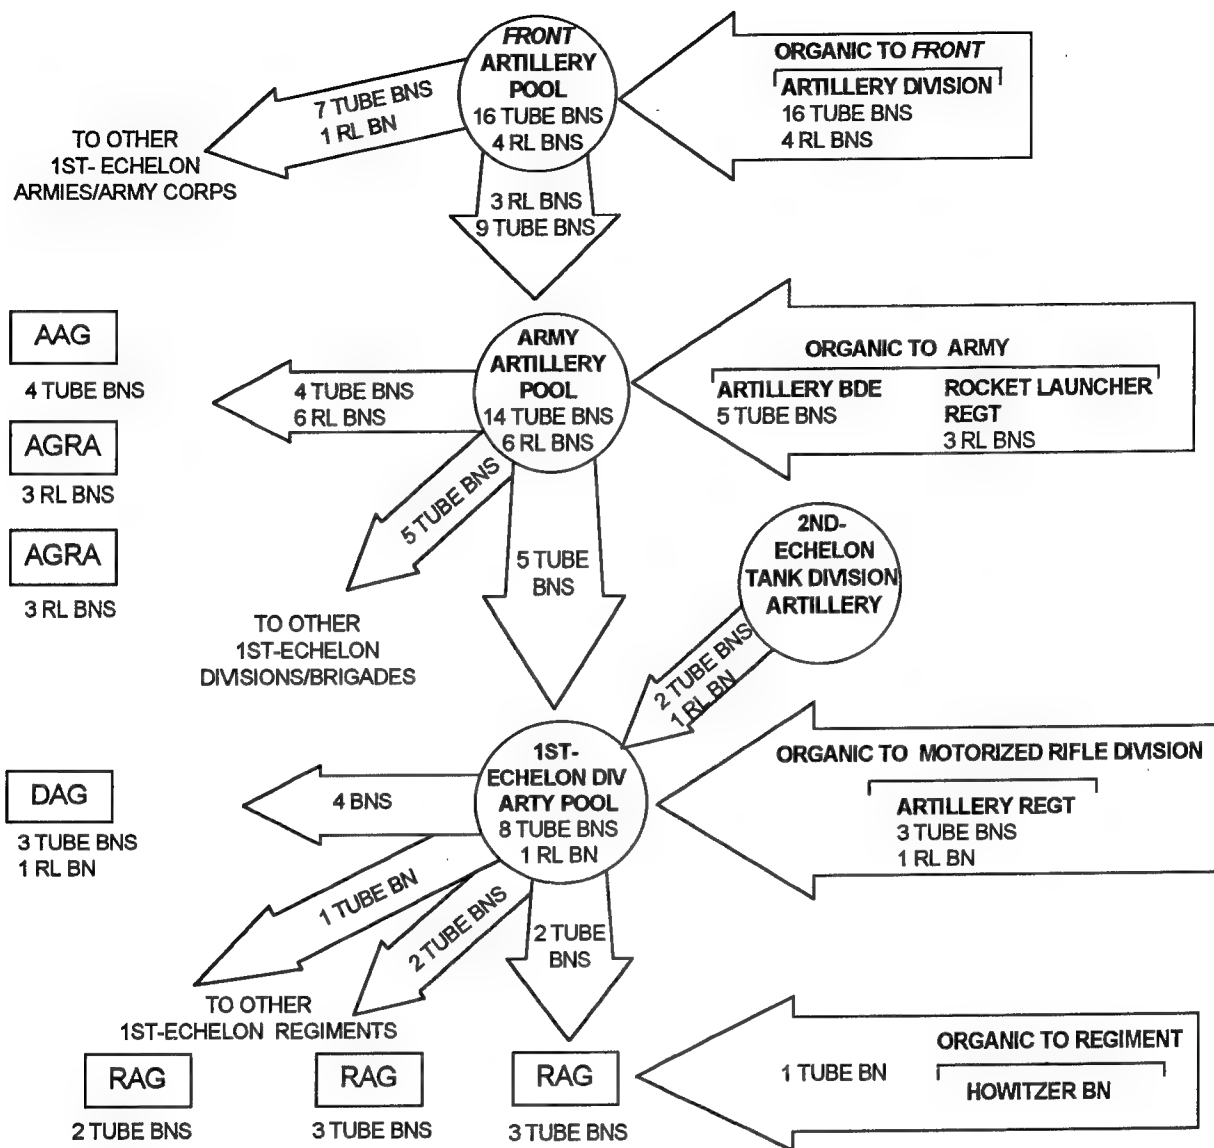 FRONT
ARTILLERY
POOL
16 TUBE BNS
4 RL BNS
ORGANIC TO FRONT
ARTILLERY DIVISION
16 TUBE BNS
4 RL BNS
7 TUBE BNS
1 RL BN
TO OTHER
1ST- ECHELON
ARMIES/ARMY CORPS
3 RL BNS
9 TUBE BNS
AAG
4 TUBE BNS
AGRA
3 RL BNS
AGRA
3 RL BNS
4 TUBE BNS
6 RL BNS
ARMY
ARTILLERY
POOL
14 TUBE BNS
6 RL BNS
ORGANIC TO ARMY
ARTILLERY BDE
5 TUBE BNS
ROCKET LAUNCHER
REGT
3 RL BNS
5 TUBE BNS
TO OTHER
1ST-ECHELON
DIVISIONS/BRIGADES
5 TUBE
BNS
2ND-
ECHELON
TANK DIVISION
ARTILLERY
2 TUBE BNS
1 RL BN
DAG
3 TUBE BNS
1 RL BN
4 BNS
1ST-
ECHELON DIV
ARTY POOL
8 TUBE BNS
1 RL BN
ORGANIC TO MOTORIZED RIFLE DIVISION
ARTILLERY REGT
3 TUBE BNS
1 RL BN
1 TUBE BN
2 TUBE BNS
2 TUBE
BNS
TO OTHER
1ST-ECHELON REGIMENTS
RAG
2 TUBE BNS
RAG
3 TUBE BNS
RAG
3 TUBE BNS
1 TUBE BN
ORGANIC TO REGIMENT
HOWITZER BN